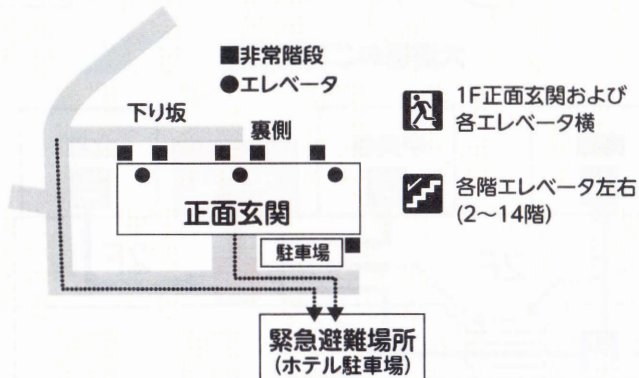 ■非常階段
●エレベータ
下り坂
裏側
正面玄関
駐車場
緊急避難場所
(ホテル駐車場)
1F正面玄関および
各エレベータ横
各階エレベータ左右
(2〜14階)